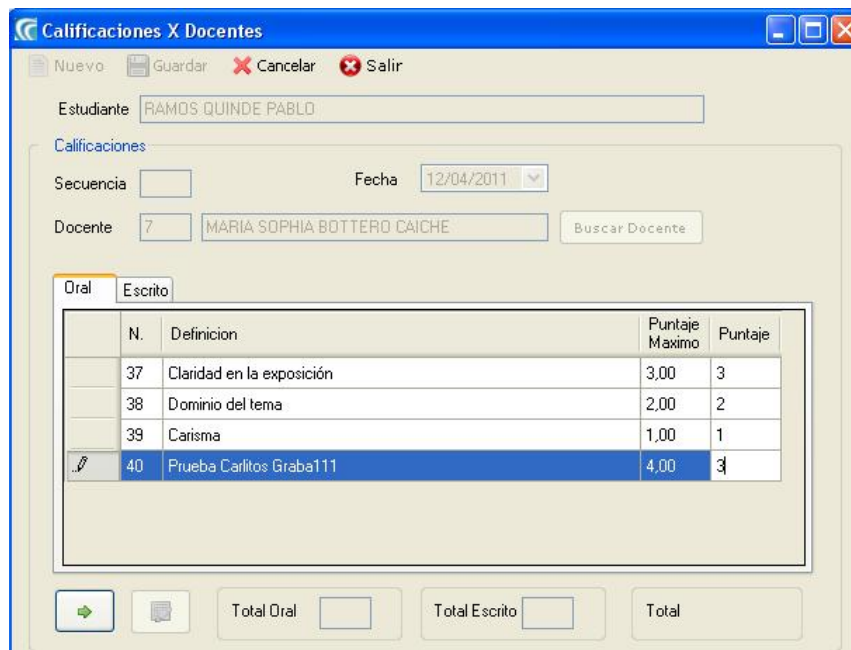 Calificaciones X Docentes
Nuevo Guardar Cancelar Salir
Estudiante RAMOS QUINDE PABLO
Calificaciones
Secuencia Fecha 12/04/2011
Docente 7 MARIA SOPHIA BOTTERO CAICHE Buscar Docente
Oral Escrito
N. Definicion Puntaje Maximo Puntaje
37 Claridad en la exposición 3,00 3
38 Dominio del tema 2,00 2
39 Carisma 1,00 1
40 Prueba Carlitos Graba111 4,00 3
Total Oral Total Escrito Total